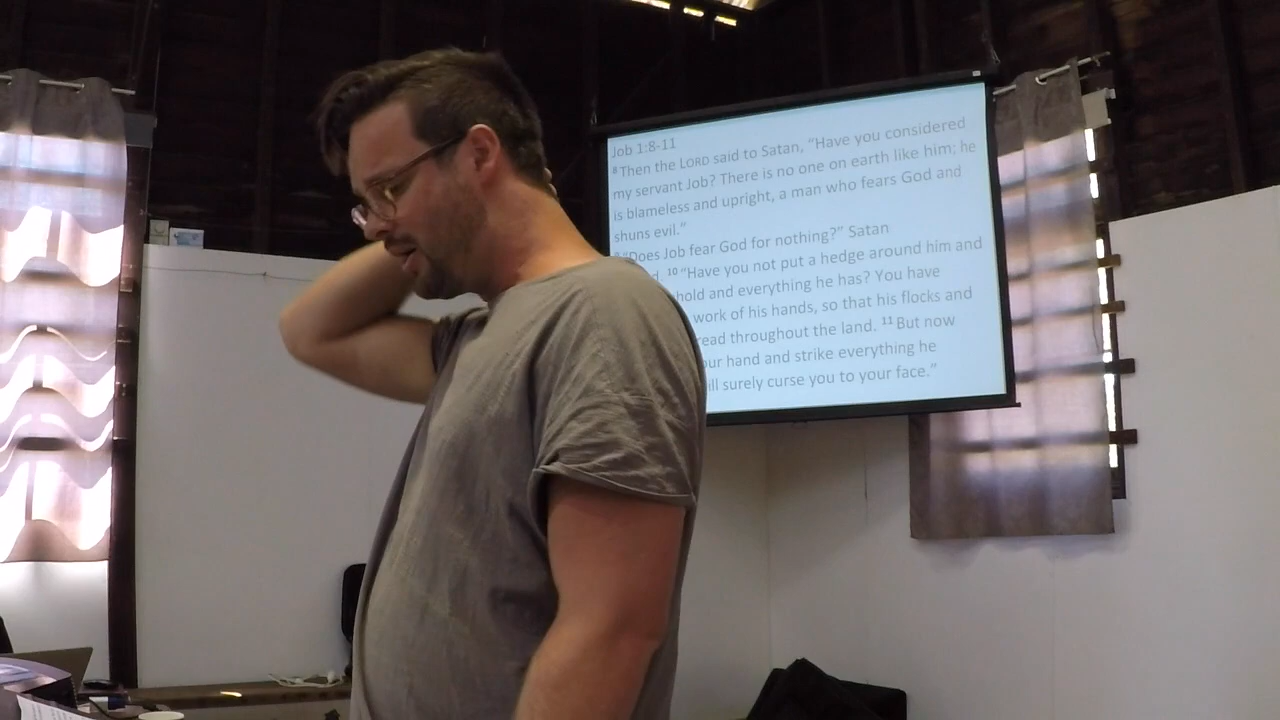 Job 1:8-11
⁸ Then the LORD said to Satan, “Have you considered
my servant Job? There is no one on earth like him; he
is blameless and upright, a man who fears God and
shuns evil.”
“Does Job fear God for nothing?” Satan
¹⁰ “Have you not put a hedge around him and
and everything he has? You have
work of his hands, so that his flocks and
throughout the land. ¹¹ But now
hand and strike everything he
surely curse you to your face.”